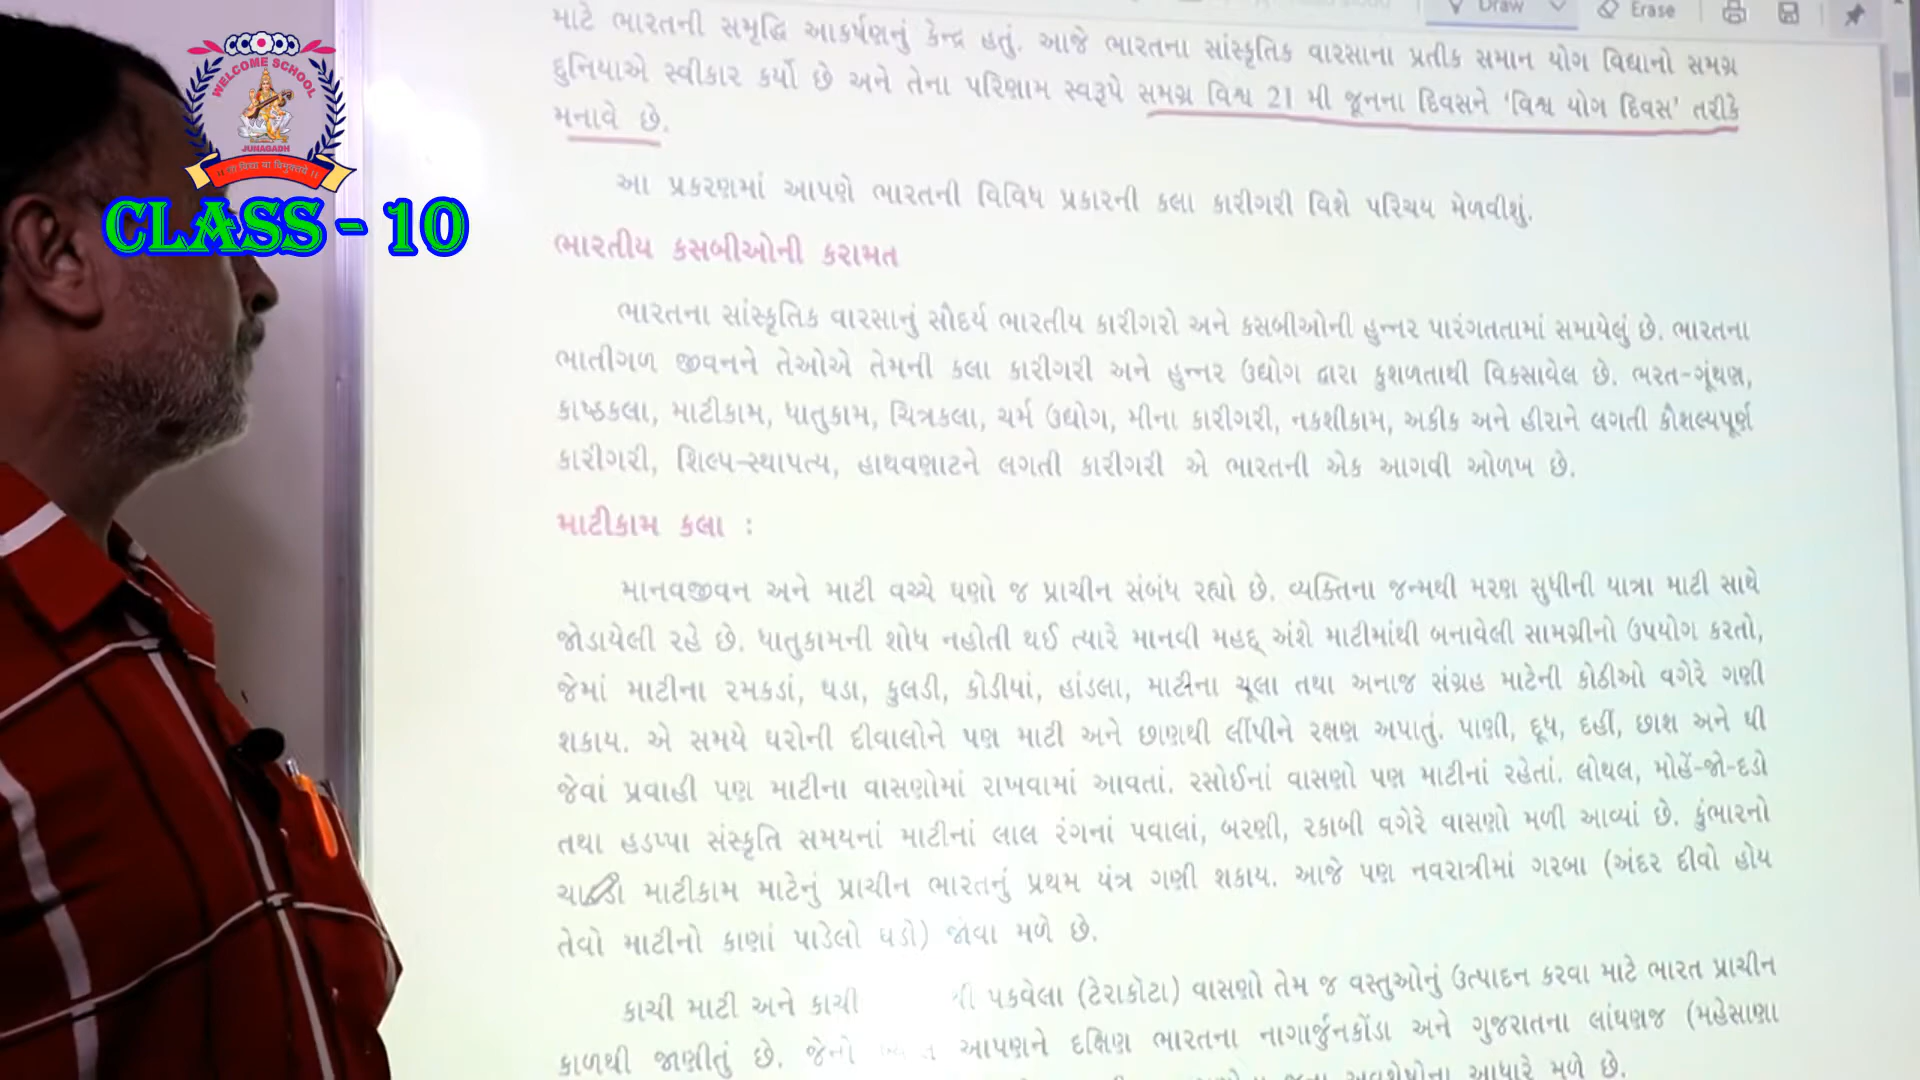 Draw
Erase
માટે ભારતની સમૃદ્ધિ આકર્ષણનું કેન્દ્ર હતું. આજે ભારતના સાંસ્કૃતિક વારસાના પ્રતીક સમાન યોગ વિદ્યાનો સમગ્ર
દુનિયાએ સ્વીકાર કર્યો છે અને તેના પરિણામ સ્વરૂપે સમગ્ર વિશ્વ 21 મી જૂનના દિવસને ‘વિશ્વ યોગ દિવસ’ તરીકે
મનાવે છે.
WELCOME SCHOOL
JUNAGADH
॥ सा विद्या या विमुक्तये ॥
CLASS - 10
આ પ્રકરણમાં આપણે ભારતની વિવિધ પ્રકારની કલા કારીગરી વિશે પરિચય મેળવીશું.
ભારતીય કસબીઓની કરામત
ભારતના સાંસ્કૃતિક વારસાનું સૌદર્ય ભારતીય કારીગરો અને કસબીઓની હુન્નર પારંગતતામાં સમાયેલું છે. ભારતના
ભાતીગળ જીવનને તેઓએ તેમની કલા કારીગરી અને હુન્નર ઉદ્યોગ દ્વારા કુશળતાથી વિકસાવેલ છે. ભરત-ગૂંથણ,
કાષ્ઠકલા, માટીકામ, ધાતુકામ, ચિત્રકલા, ચર્મ ઉદ્યોગ, મીના કારીગરી, નકશીકામ, અકીક અને હીરાને લગતી કૌશલ્યપૂર્ણ
કારીગરી, શિલ્પ-સ્થાપત્ય, હાથવણાટને લગતી કારીગરી એ ભારતની એક આગવી ઓળખ છે.
માટીકામ કલા :
માનવજીવન અને માટી વચ્ચે ઘણો જ પ્રાચીન સંબંધ રહ્યો છે. વ્યક્તિના જન્મથી મરણ સુધીની યાત્રા માટી સાથે
જોડાયેલી રહે છે. ધાતુકામની શોધ નહોતી થઈ ત્યારે માનવી મહદ્ અંશે માટીમાંથી બનાવેલી સામગ્રીનો ઉપયોગ કરતો,
જેમાં માટીના રમકડાં, ઘડા, કુલડી, કોડીયાં, હાંડલા, માટીના ચૂલા તથા અનાજ સંગ્રહ માટેની કોઠીઓ વગેરે ગણી
શકાય. એ સમયે ઘરોની દીવાલોને પણ માટી અને છાણથી લીંપીને રક્ષણ અપાતું. પાણી, દૂધ, દહીં, છાશ અને ઘી
જેવાં પ્રવાહી પણ માટીના વાસણોમાં રાખવામાં આવતાં. રસોઈનાં વાસણો પણ માટીનાં રહેતાં. લોથલ, મોહેં-જો-દડો
તથા હડપ્પા સંસ્કૃતિ સમયનાં માટીનાં લાલ રંગનાં પવાલાં, બરણી, રકાબી વગેરે વાસણો મળી આવ્યાં છે. કુંભારનો
માટીકામ માટેનું પ્રાચીન ભારતનું પ્રથમ યંત્ર ગણી શકાય. આજે પણ નવરાત્રીમાં ગરબા (અંદર દીવો હોય
તેવો માટીનો કાણાં પાડેલો ઘડો) જોવા મળે છે.
કાચી માટી અને કાચી પકવેલા (ટેરાકોટા) વાસણો તેમ જ વસ્તુઓનું ઉત્પાદન કરવા માટે ભારત પ્રાચીન
કાળથી જાણીતું છે. જેનો આપણને દક્ષિણ ભારતના નાગાર્જુનકોંડા અને ગુજરાતના લાંઘણજ (મહેસાણા
અવશેષોના આધારે મળે છે.